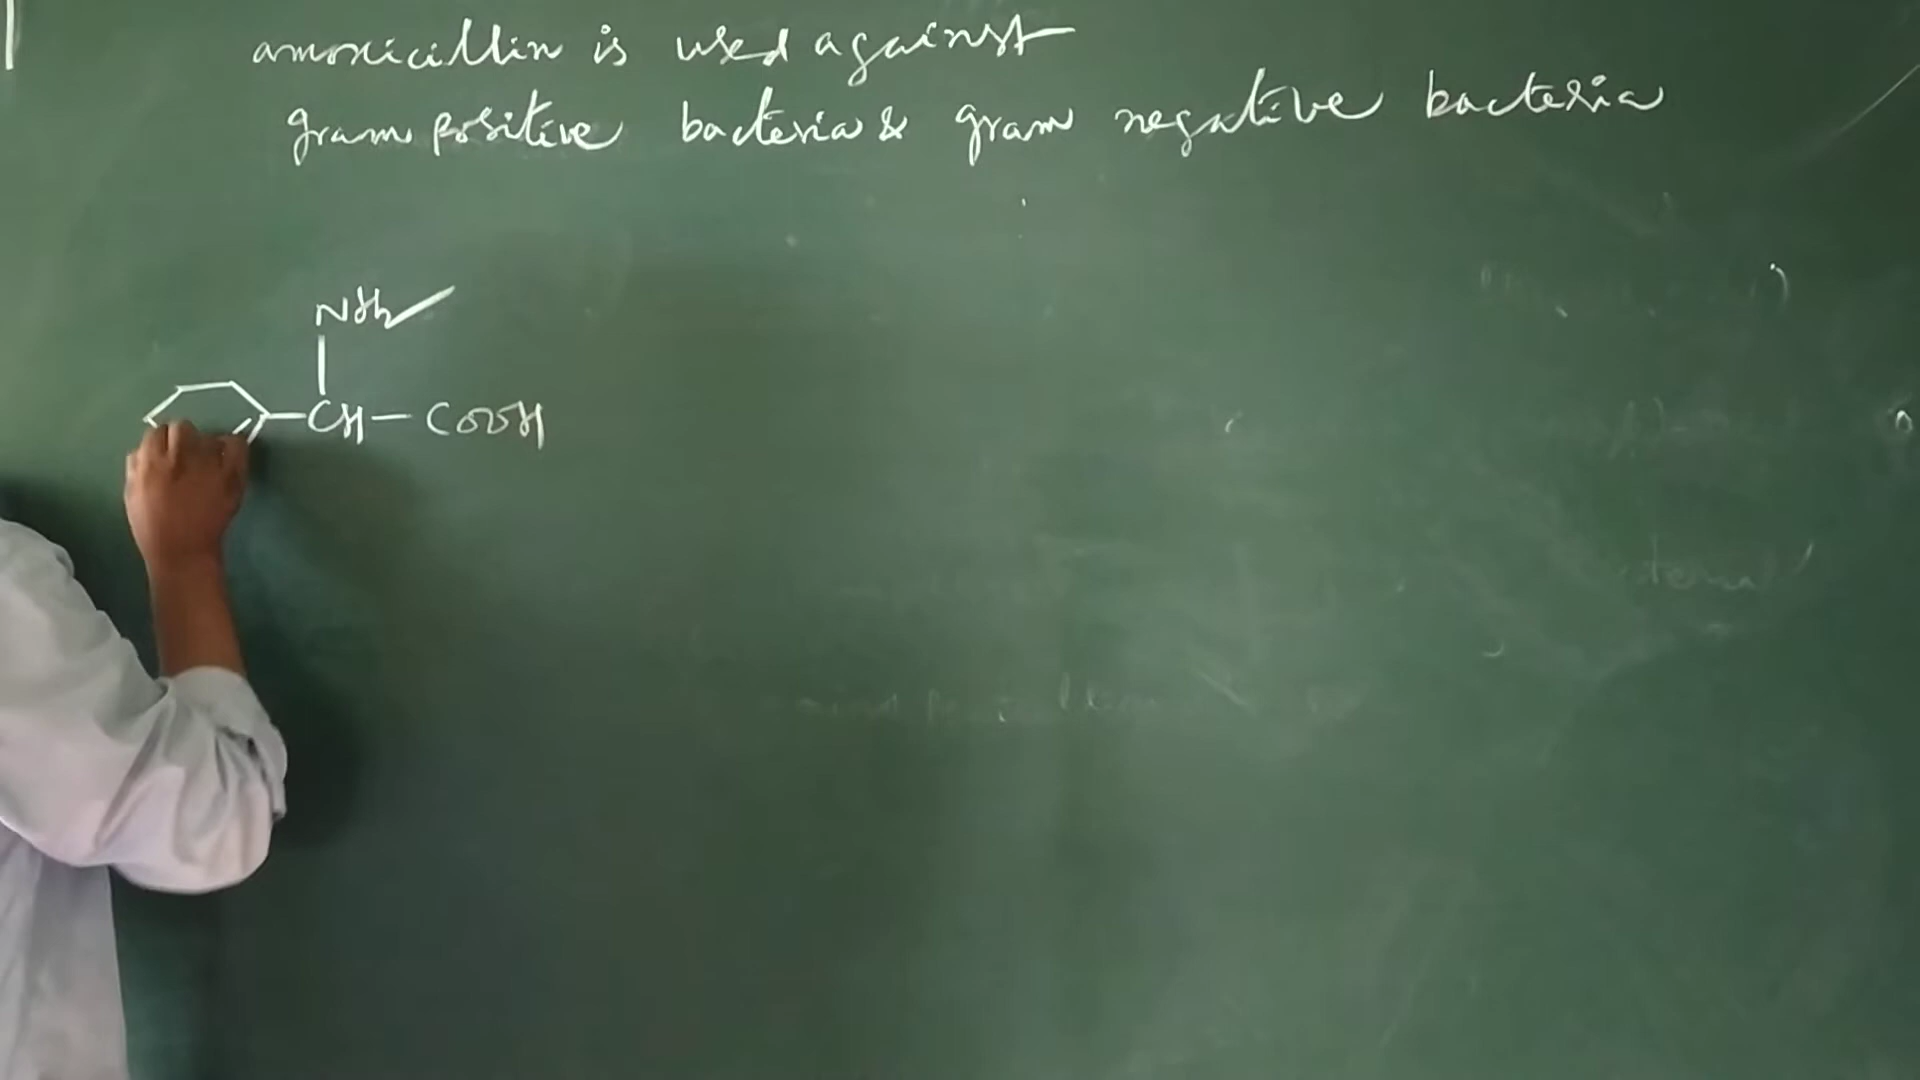 amoxicillin is used against
gram positive bacteria & gram negative bacteria
NH₂
CH — COOH